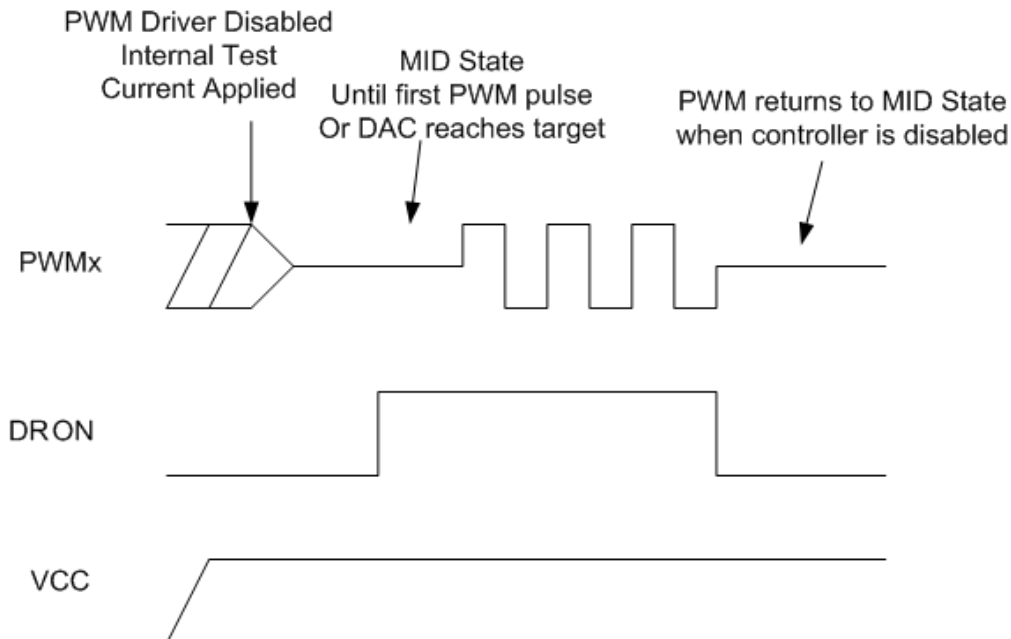 PWM Driver Disabled
Internal Test
Current Applied
MID State
Until first PWM pulse
Or DAC reaches target
PWM returns to MID State
when controller is disabled
PWMx
DRON
VCC